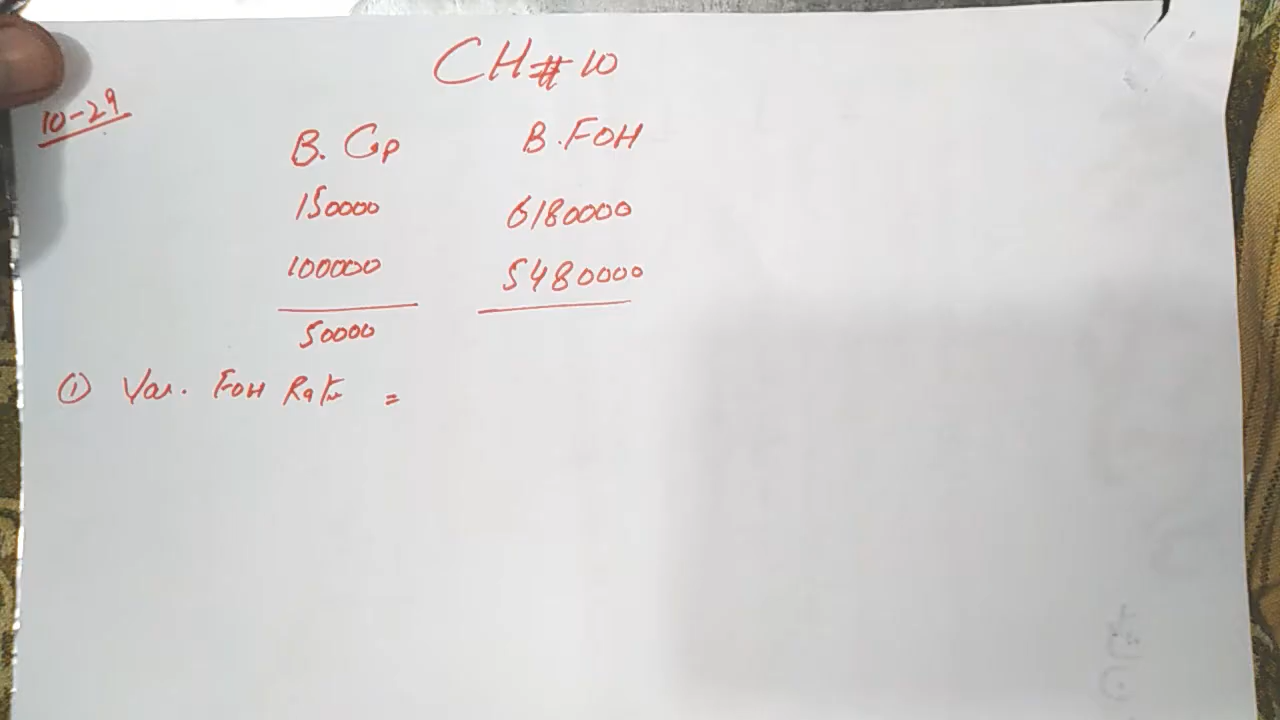 CH#10
10-29
B. Cp B.FOH
150000 6180000
100000 5480000
50000
① Var. FOH Rate =